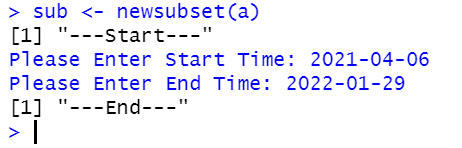 > sub <- newsubset(a)
[1] "---Start---"
Please Enter Start Time: 2021-04-06
Please Enter End Time: 2022-01-29
[1] "---End---"
>